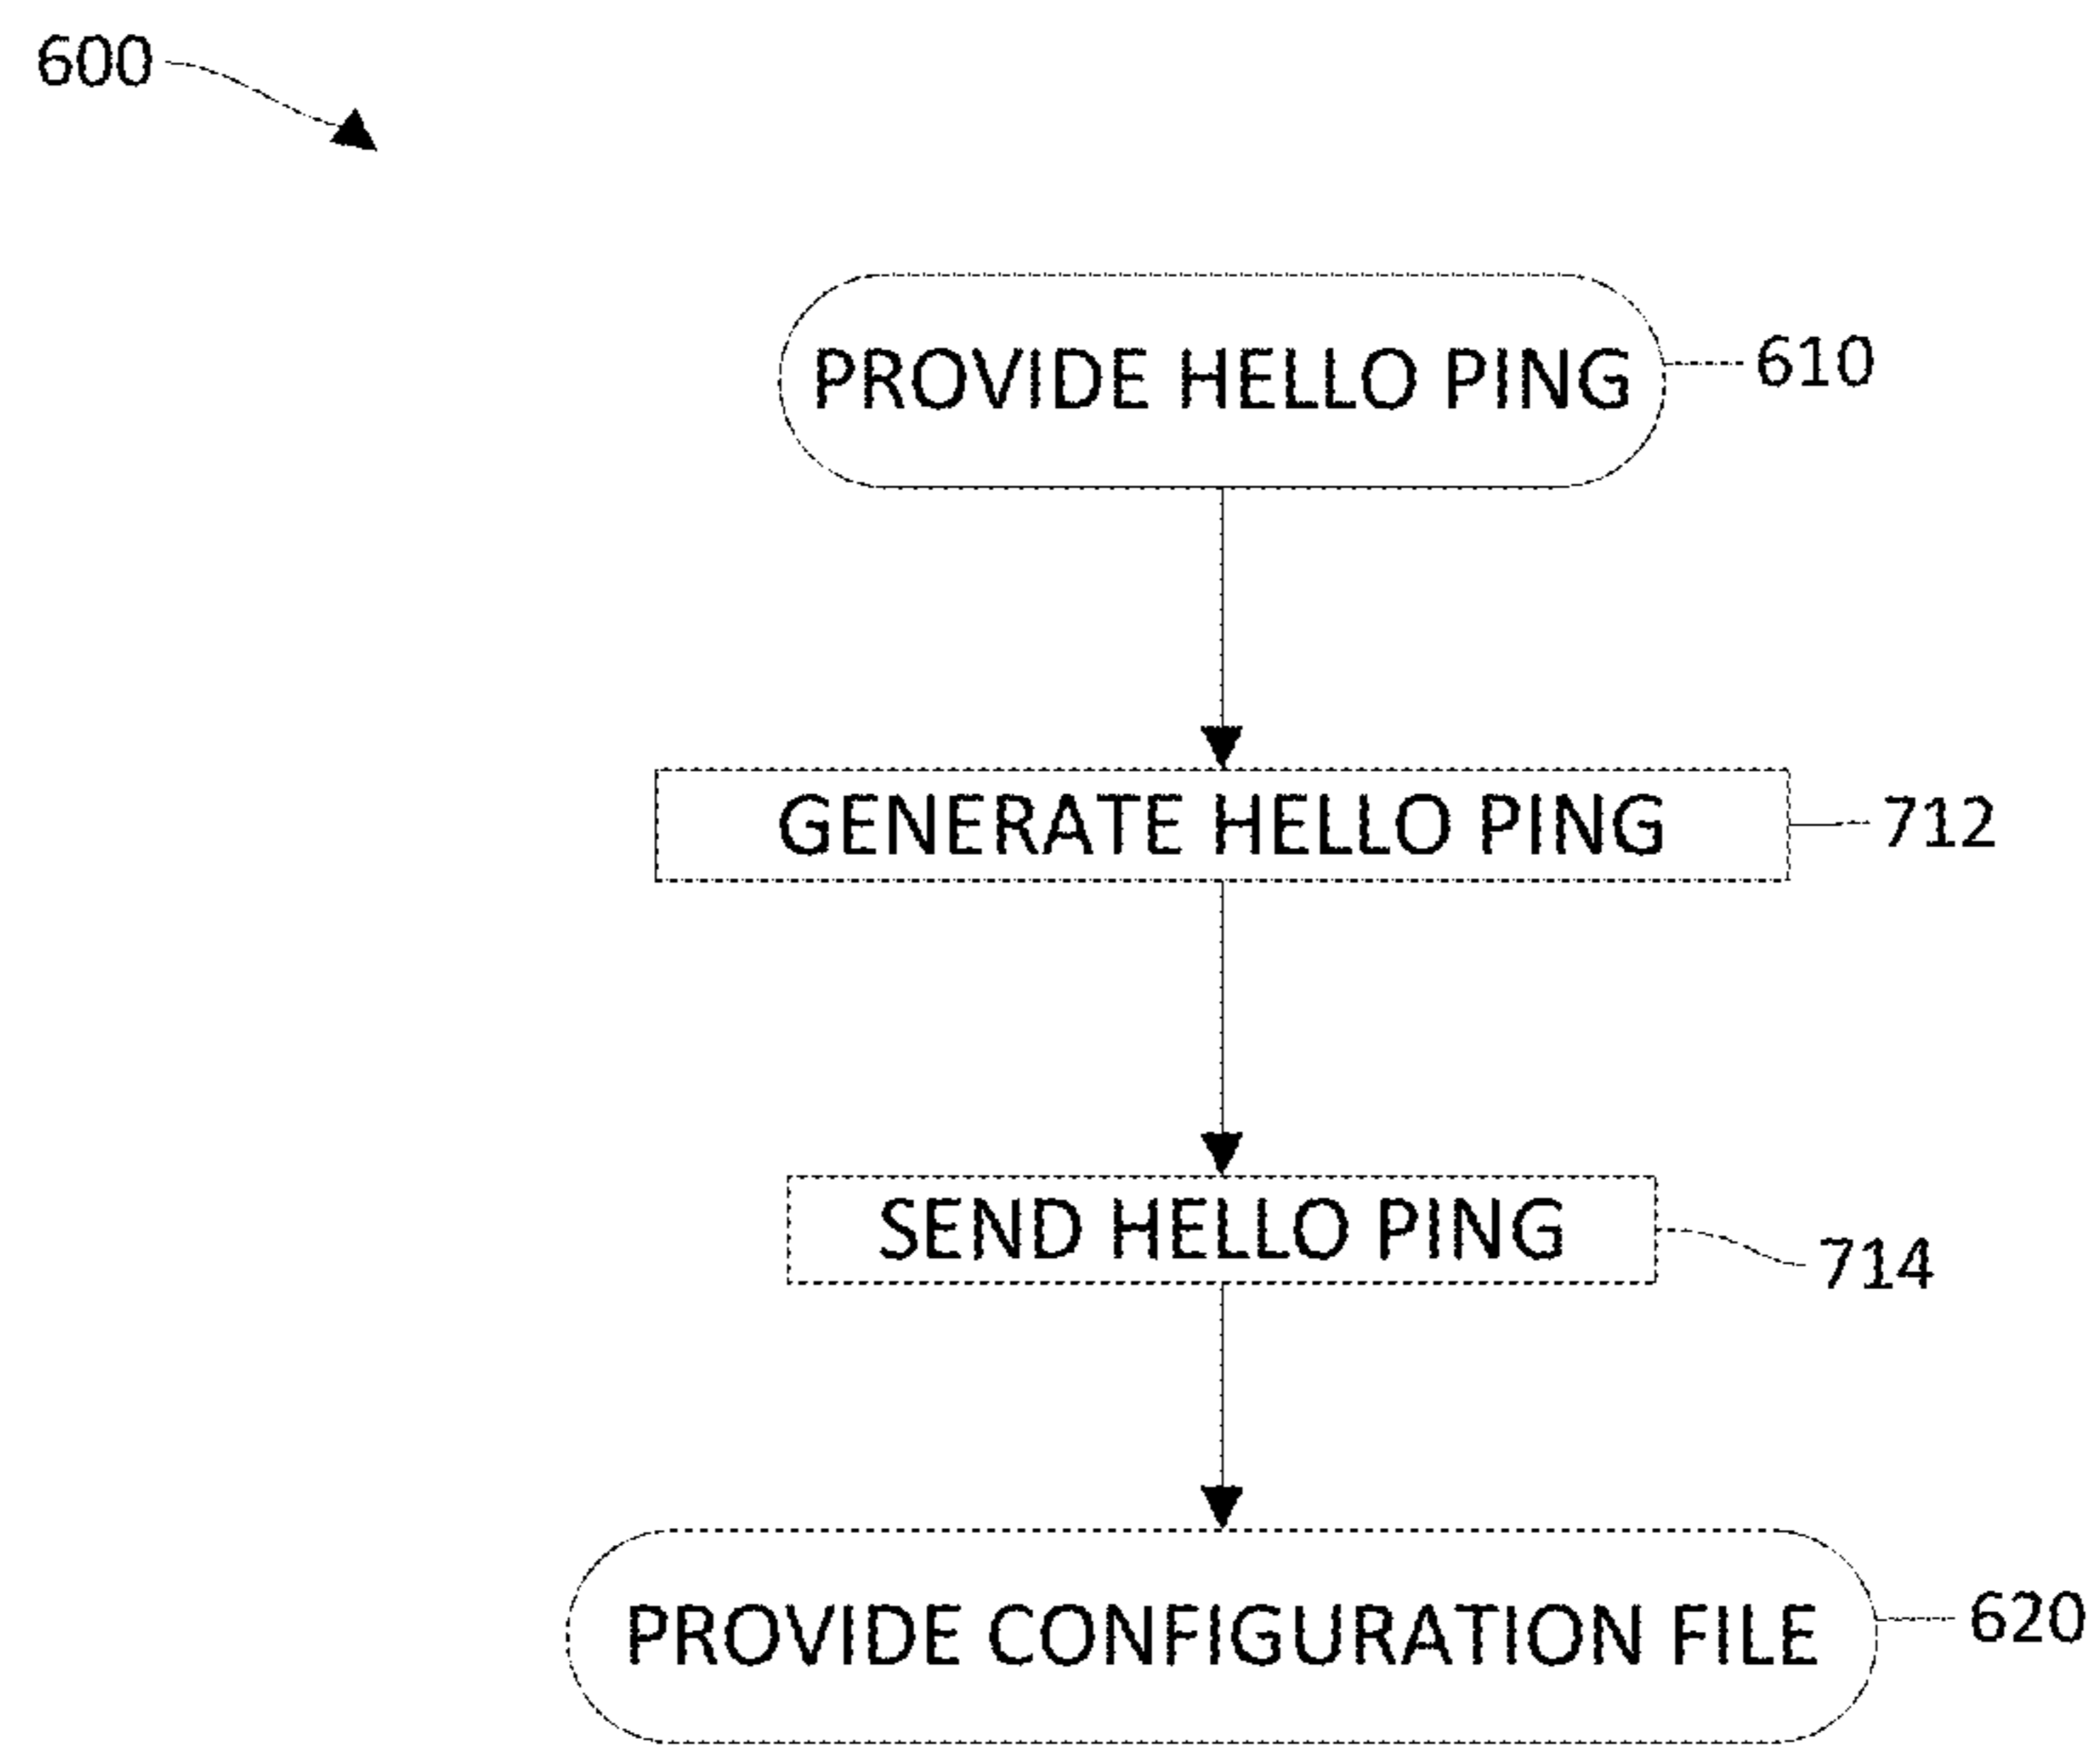 600
PROVIDE HELLO PING
610
GENERATE HELLO PING
712
SEND HELLO PING
714
PROVIDE CONFIGURATION FILE
620